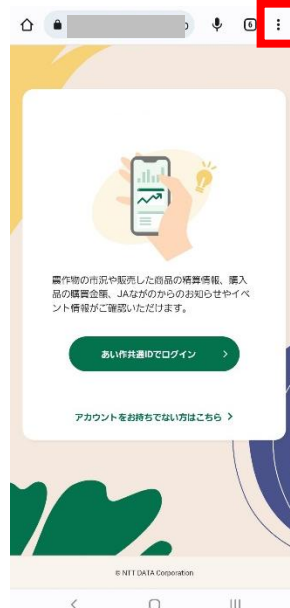 6
農作物の市況や販売した商品の精算情報、購入
品の購買金額、JAながのからのお知らせやイベ
ント情報がご確認いただけます。
あい作共通IDでログイン
アカウントをお持ちでない方はこちら
© NTT DATA Corporation